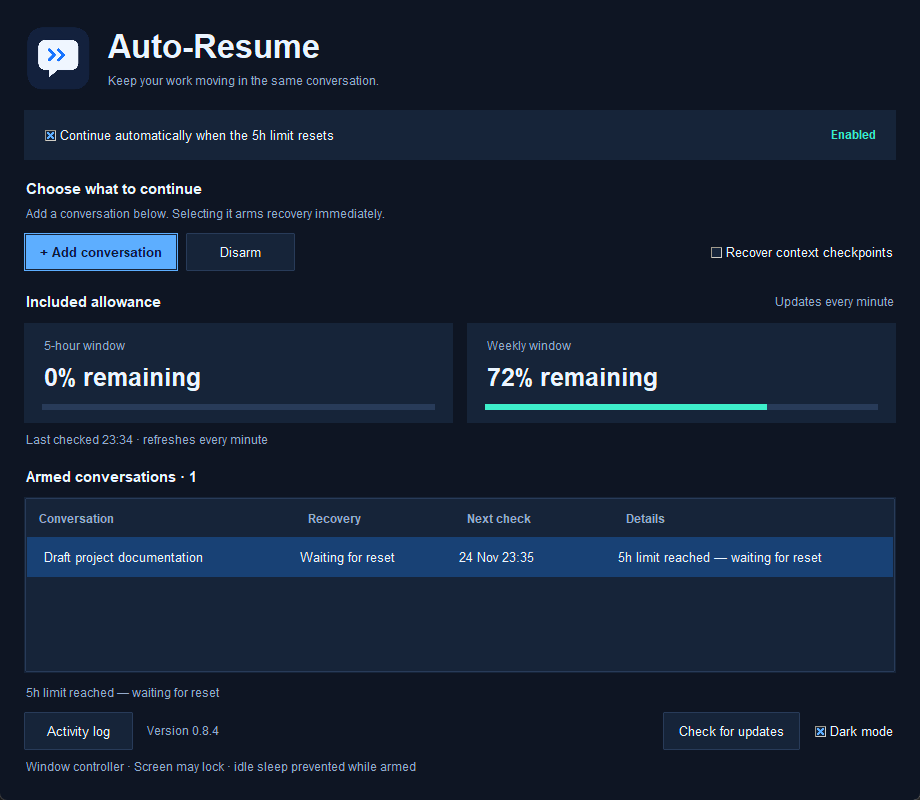 Auto-Resume
Keep your work moving in the same conversation.
Continue automatically when the 5h limit resets
Enabled
Choose what to continue
Add a conversation below. Selecting it arms recovery immediately.
+ Add conversation
Disarm
Recover context checkpoints
Included allowance
Updates every minute
5-hour window
0% remaining
Weekly window
72% remaining
Last checked 23:34 · refreshes every minute
Armed conversations · 1
Conversation Recovery Next check Details
Draft project documentation Waiting for reset 24 Nov 23:35 5h limit reached — waiting for reset
5h limit reached — waiting for reset
Activity log
Version 0.8.4
Check for updates
Dark mode
Window controller · Screen may lock · idle sleep prevented while armed